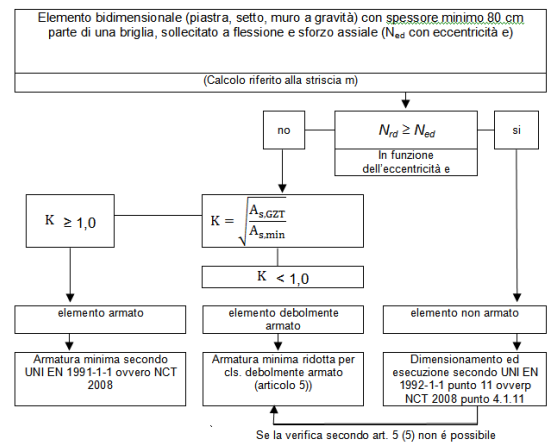 Elemento bidimensionale (piastra, setto, muro a gravità) con spessore minimo 80 cm
parte di una briglia, sollecitato a flessione e sforzo assiale (Ned con eccentricità e)
(Calcolo riferito alla striscia m)
no
Nrd ≥ Ned
si
In funzione
dell'eccentricità e
K ≥ 1,0
K = √(As,GZT / As,min)
K < 1,0
elemento armato
elemento debolmente
armato
elemento non armato
Armatura minima secondo
UNI EN 1991-1-1 ovvero NCT
2008
Armatura minima ridotta per
cls. debolmente armato
(articolo 5))
Dimensionamento ed
esecuzione secondo UNI EN
1992-1-1 punto 11 ovverp
NCT 2008 punto 4.1.11
Se la verifica secondo art. 5 (5) non é possibile